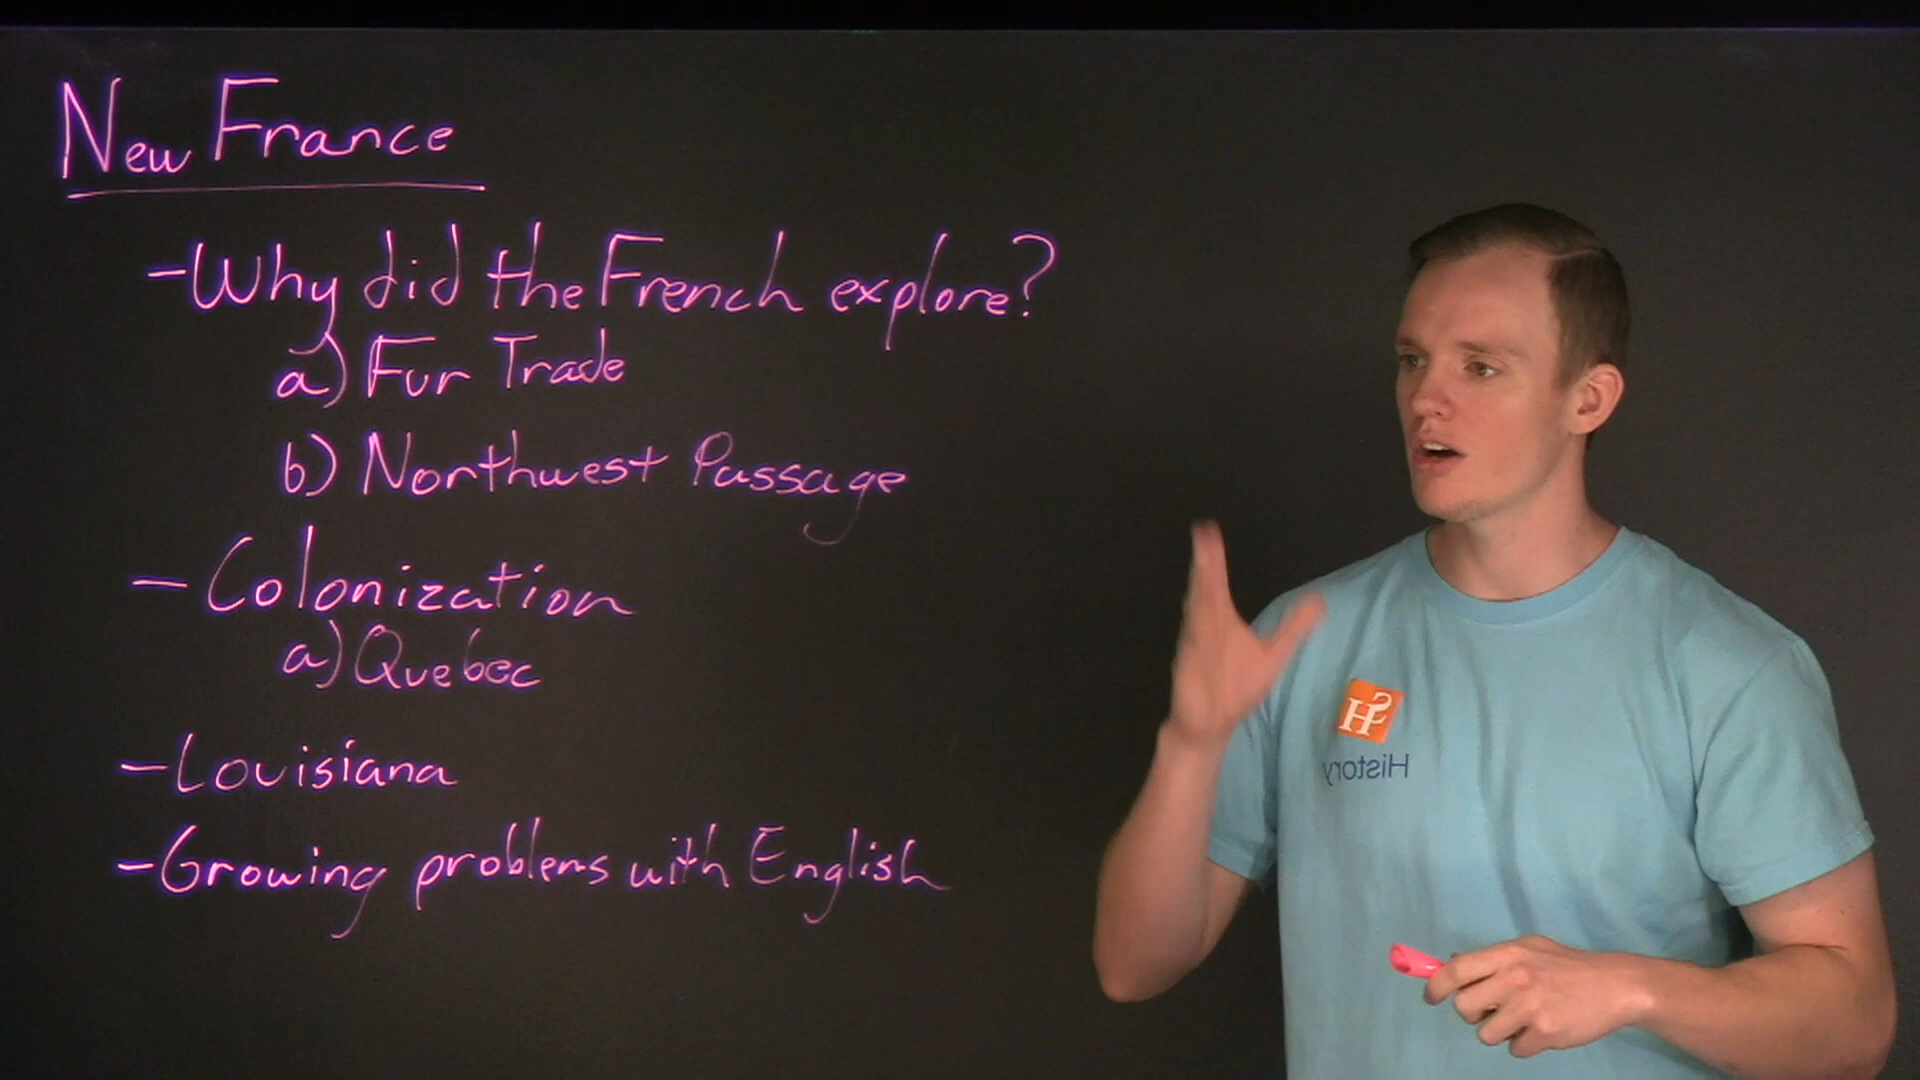 New France
-Why did the French explore?
a) Fur Trade
b) Northwest Passage
- Colonization
a) Quebec
-Louisiana
-Growing problems with English
HS
History